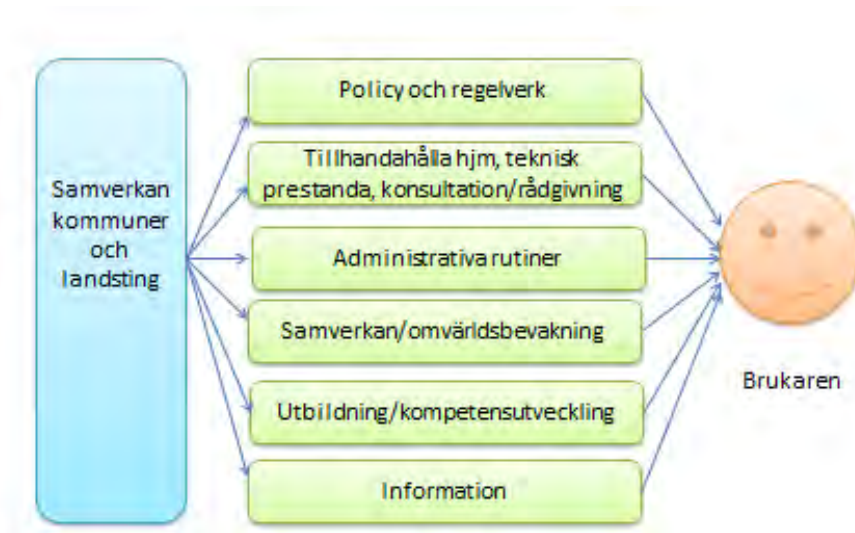 Samverkan
kommuner
och
landsting
Policy och regelverk
Tillhandahålla hjm, teknisk
prestanda, konsultation/rådgivning
Administrativa rutiner
Samverkan/omvärldsbevakning
Utbildning/kompetensutveckling
Information
Brukaren